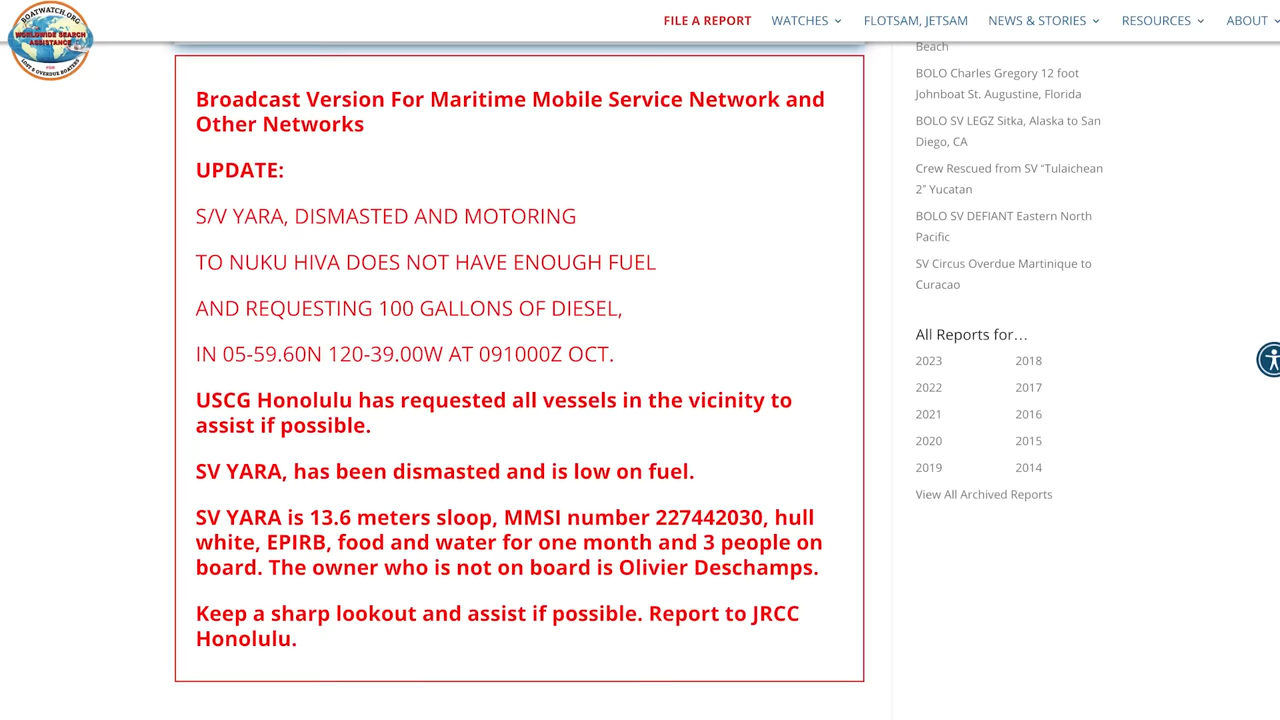 BOATWATCH.ORG
WORLDWIDE SEARCH
ASSISTANCE
FOR
LOST & OVERDUE BOATERS
FILE A REPORT
WATCHES
FLOTSAM, JETSAM
NEWS & STORIES
RESOURCES
ABOUT
Broadcast Version For Maritime Mobile Service Network and
Other Networks
UPDATE:
S/V YARA, DISMASTED AND MOTORING
TO NUKU HIVA DOES NOT HAVE ENOUGH FUEL
AND REQUESTING 100 GALLONS OF DIESEL,
IN 05-59.60N 120-39.00W AT 091000Z OCT.
USCG Honolulu has requested all vessels in the vicinity to
assist if possible.
SV YARA, has been dismasted and is low on fuel.
SV YARA is 13.6 meters sloop, MMSI number 227442030, hull
white, EPIRB, food and water for one month and 3 people on
board. The owner who is not on board is Olivier Deschamps.
Keep a sharp lookout and assist if possible. Report to JRCC
Honolulu.
Beach
BOLO Charles Gregory 12 foot
Johnboat St. Augustine, Florida
BOLO SV LEGZ Sitka, Alaska to San
Diego, CA
Crew Rescued from SV “Tulaichean
2” Yucatan
BOLO SV DEFIANT Eastern North
Pacific
SV Circus Overdue Martinique to
Curacao
All Reports for…
2023 2018
2022 2017
2021 2016
2020 2015
2019 2014
View All Archived Reports